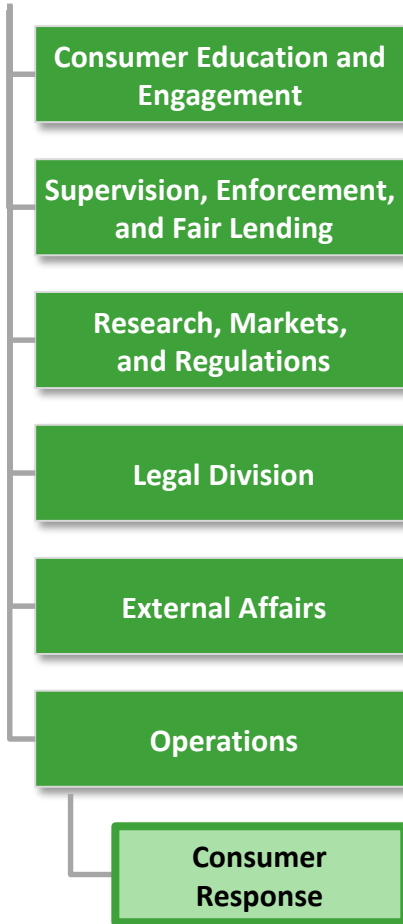 Consumer Education and
Engagement
Supervision, Enforcement,
and Fair Lending
Research, Markets,
and Regulations
Legal Division
External Affairs
Operations
Consumer
Response